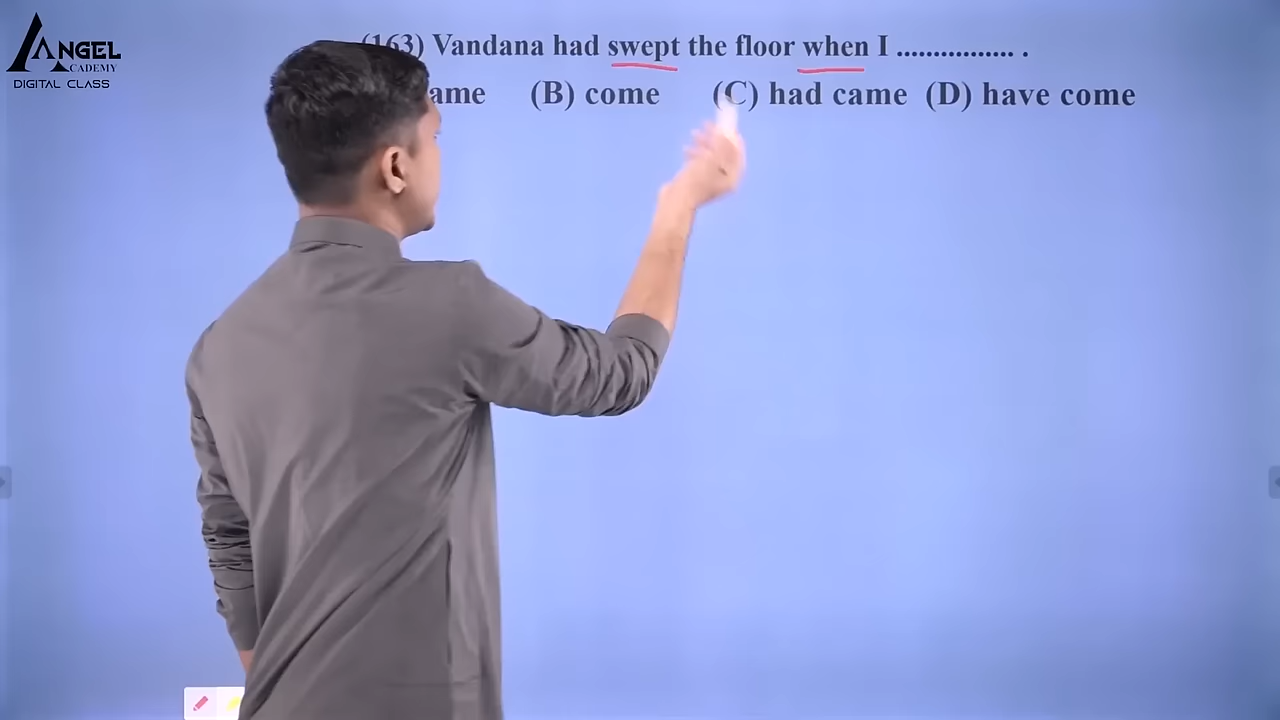 ANGEL
ACADEMY
DIGITAL CLASS
(163) Vandana had swept the floor when I ................ .
ame (B) come (C) had came (D) have come